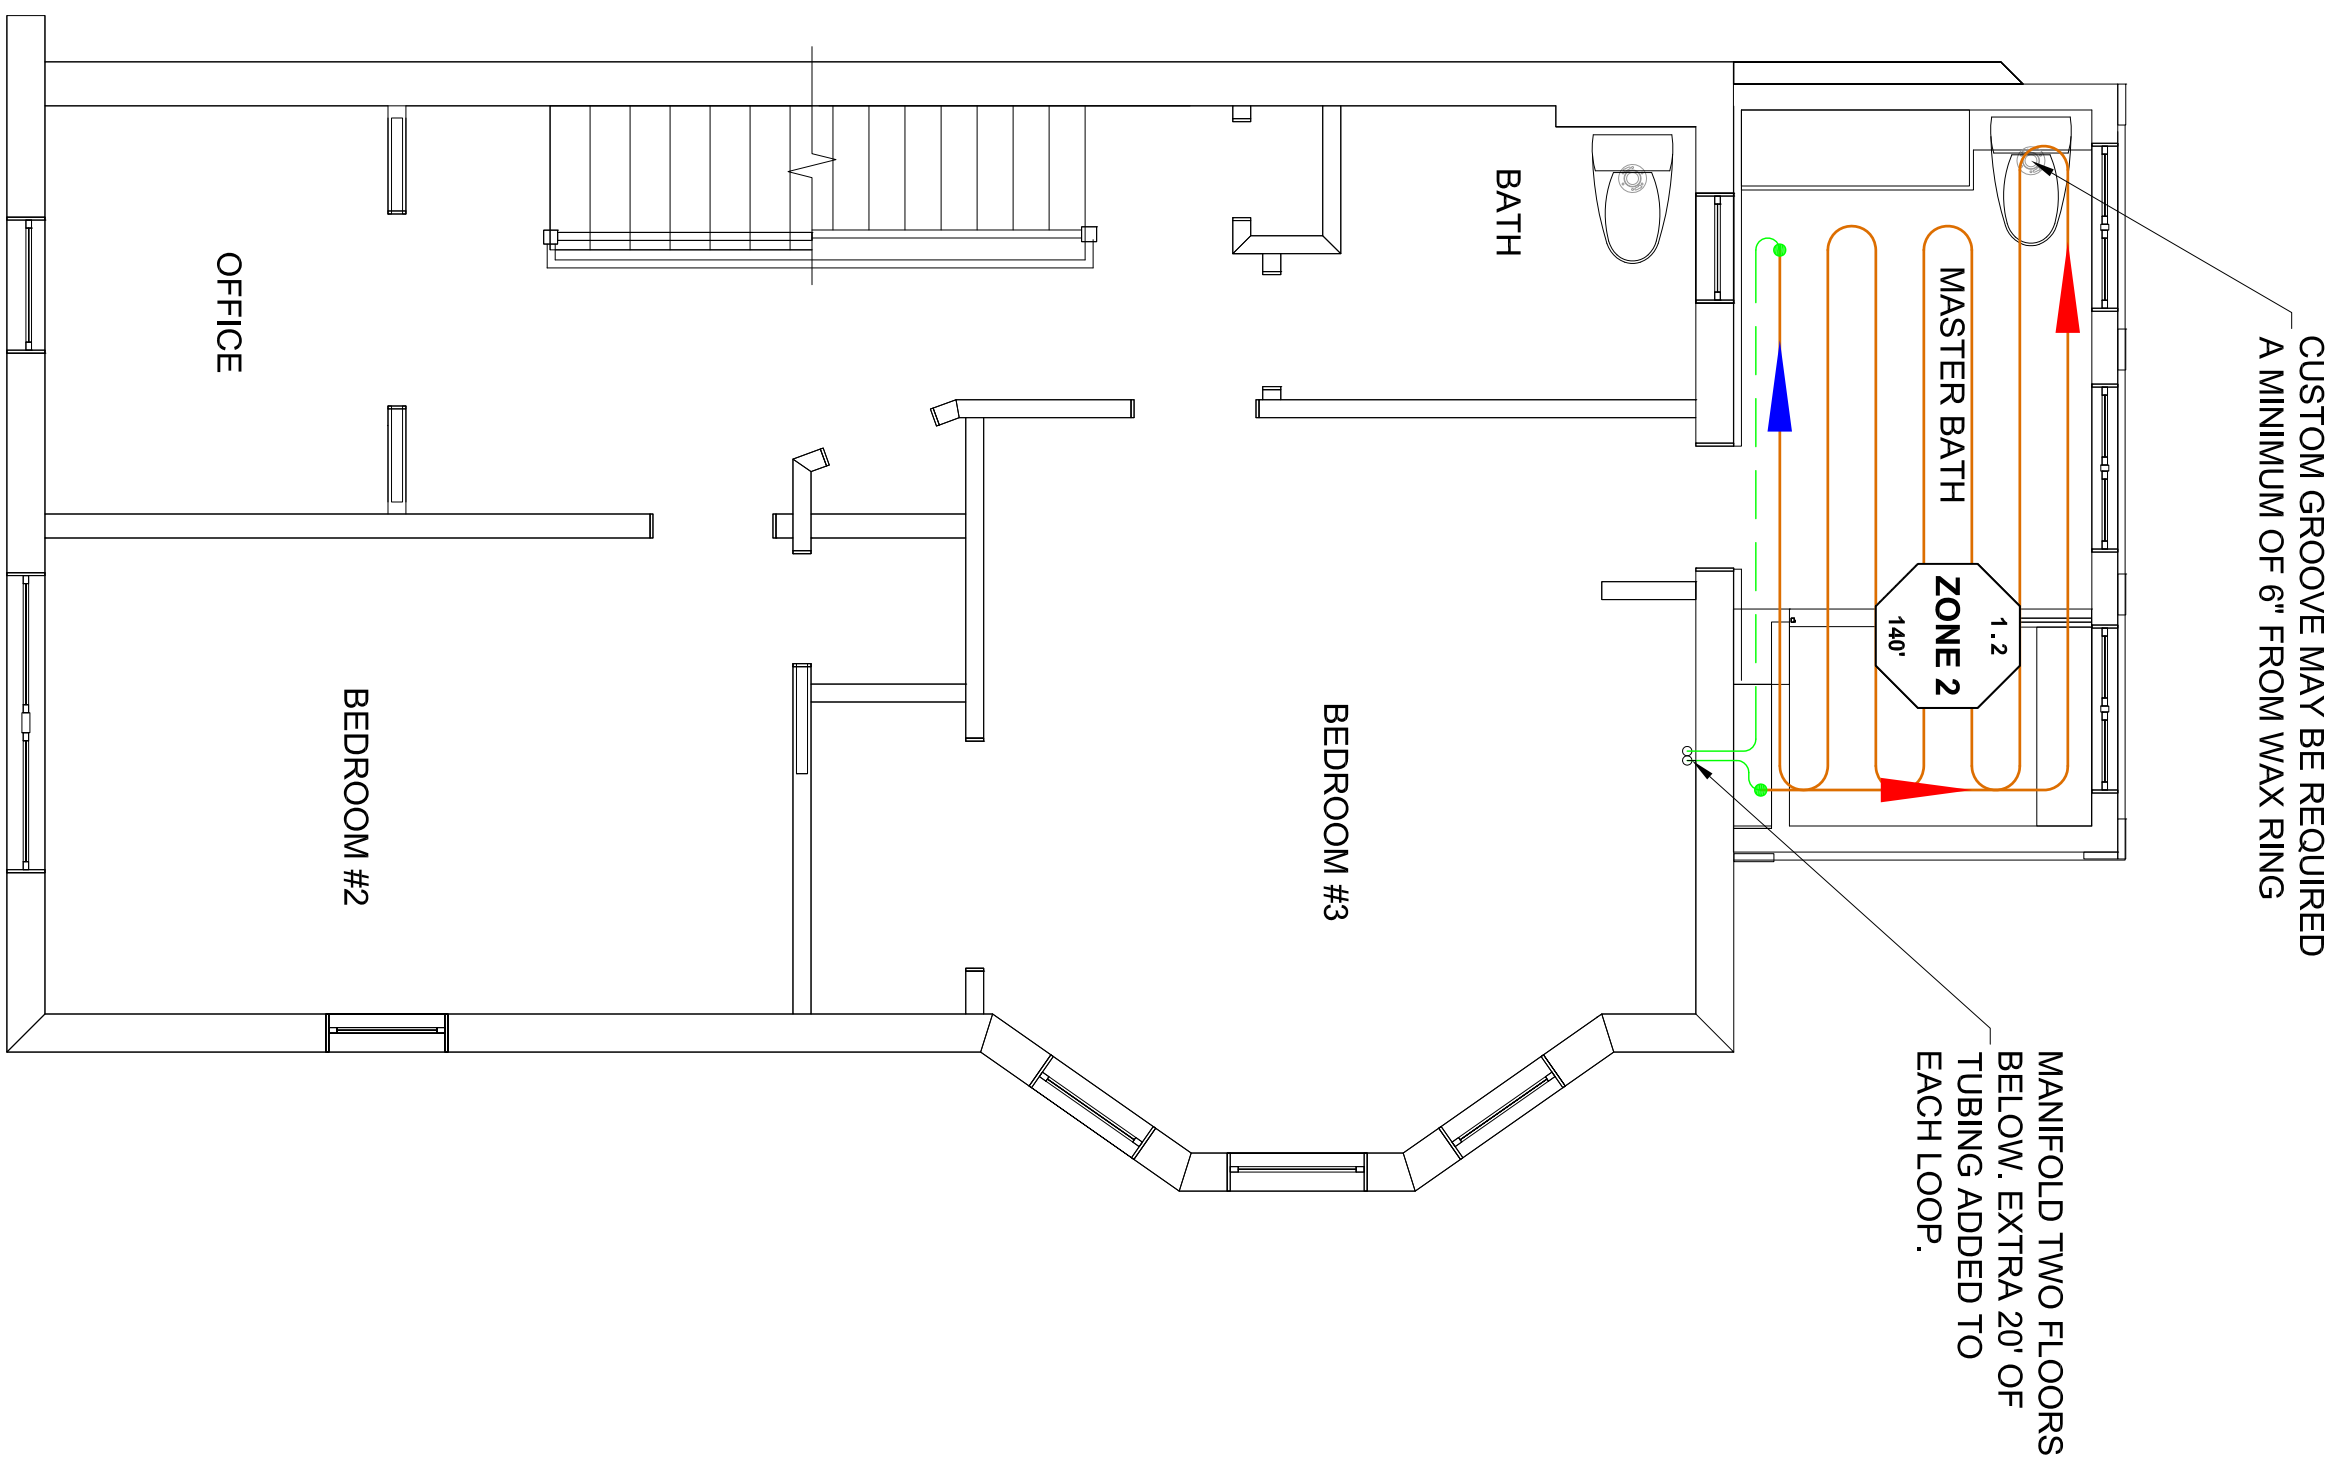 CUSTOM GROOVE MAY BE REQUIRED
A MINIMUM OF 6" FROM WAX RING
MASTER BATH
1.2
ZONE 2
140'
MANIFOLD TWO FLOORS
BELOW. EXTRA 20' OF
TUBING ADDED TO
EACH LOOP.
BATH
BEDROOM #3
OFFICE
BEDROOM #2